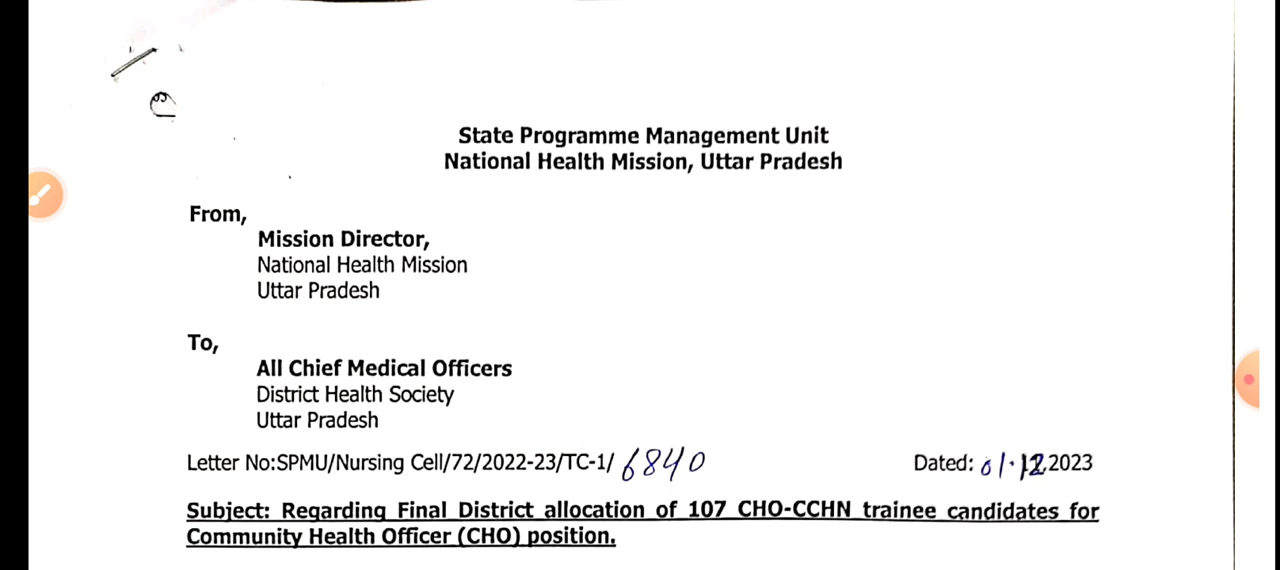 State Programme Management Unit
National Health Mission, Uttar Pradesh
From,
Mission Director,
National Health Mission
Uttar Pradesh
To,
All Chief Medical Officers
District Health Society
Uttar Pradesh
Letter No:SPMU/Nursing Cell/72/2022-23/TC-1/ 6840 Dated: 01.12.2023
Subject: Regarding Final District allocation of 107 CHO-CCHN trainee candidates for
Community Health Officer (CHO) position.